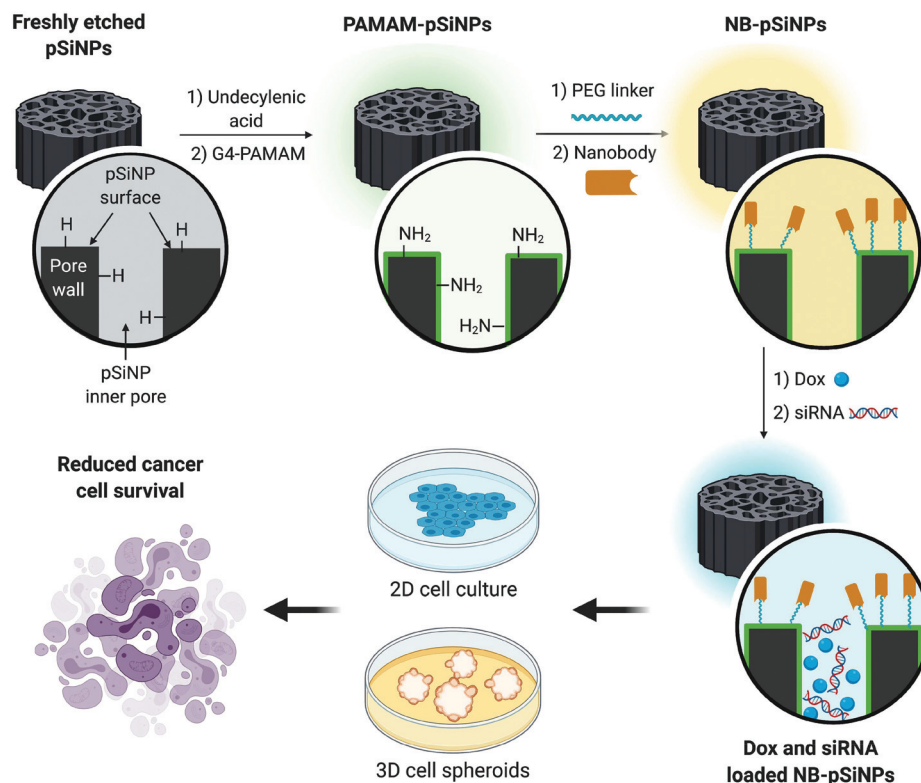 Freshly etched
pSiNPs
1) Undecylenic
acid
2) G4-PAMAM
PAMAM-pSiNPs
1) PEG linker
2) Nanobody
NB-pSiNPs
pSiNP
surface
H
H
Pore
wall
H
H
pSiNP
inner pore
NH₂
NH₂
NH₂
H₂N
1) Dox
2) siRNA
Reduced cancer
cell survival
2D cell culture
3D cell spheroids
Dox and siRNA
loaded NB-pSiNPs